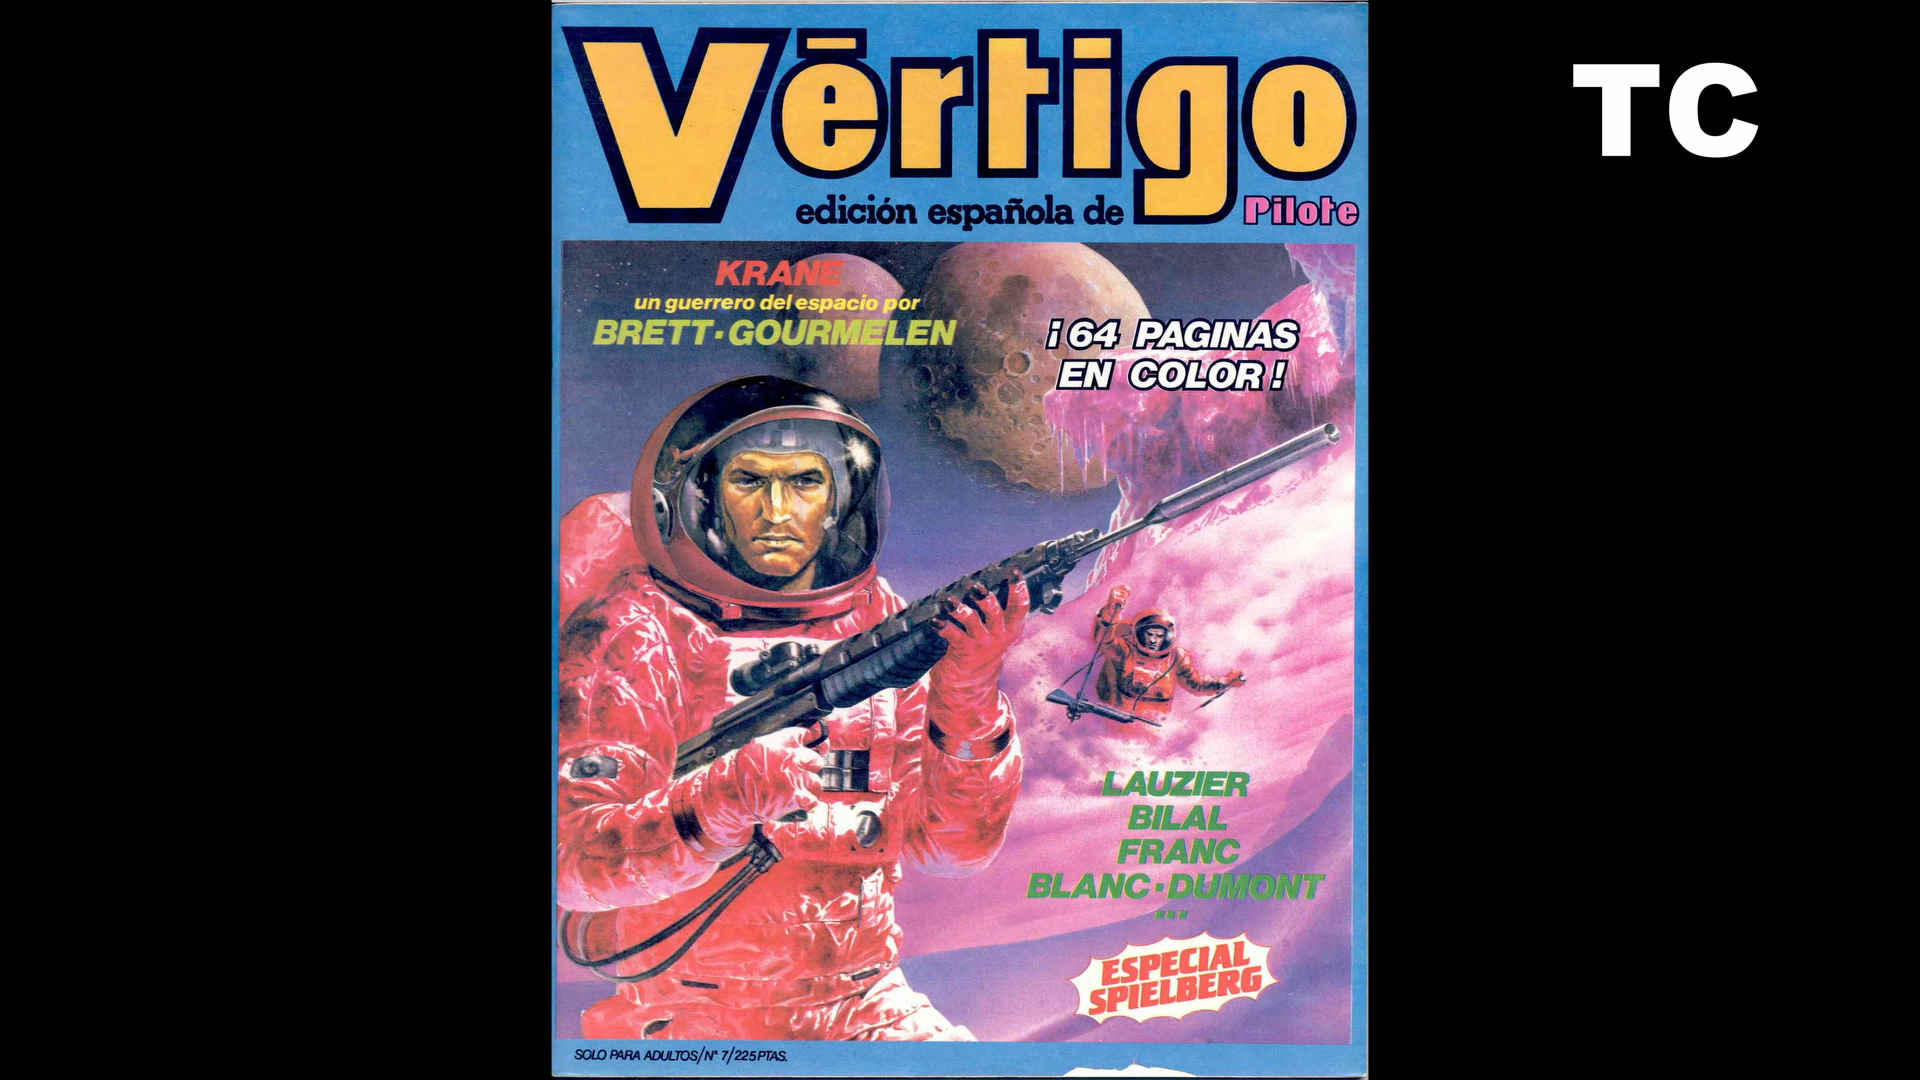 Vērtigo
edición española de Pilote
TC
KRANE
un guerrero del espacio por
BRETT·GOURMELEN
¡64 PAGINAS
EN COLOR!
LAUZIER
BILAL
FRANC
BLANC·DUMONT
...
ESPECIAL
SPIELBERG
SOLO PARA ADULTOS/N° 7/225 PTAS.